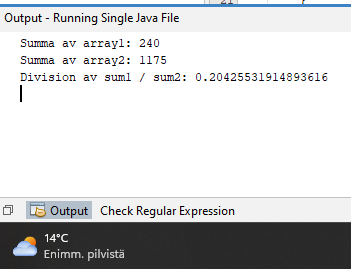 Output - Running Single Java File
Summa av array1: 240
Summa av array2: 1175
Division av sum1 / sum2: 0.20425531914893616
Output Check Regular Expression
14°C
Enimm. pilvistä